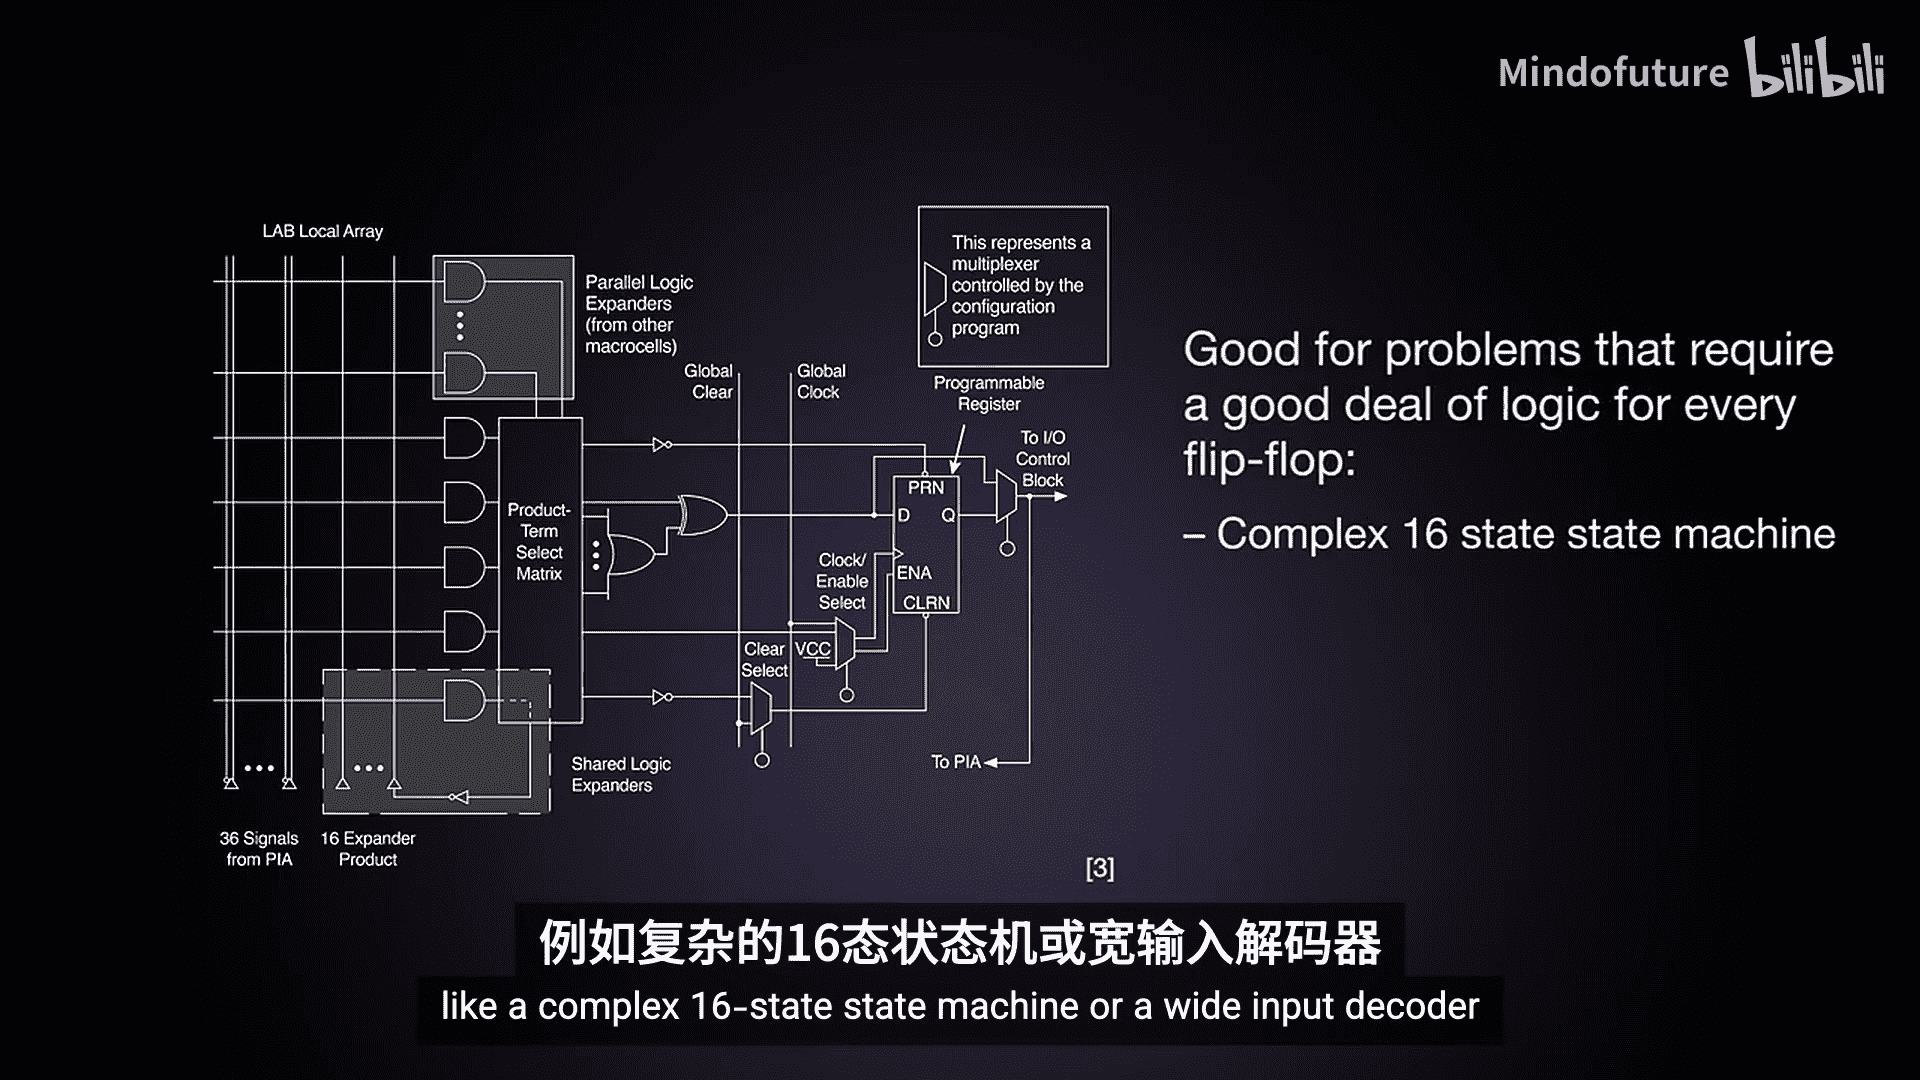 Mindofuture bilibili
LAB Local Array
Parallel Logic
Expanders
(from other
macrocells)
This represents a
multiplexer
controlled by the
configuration
program
Global
Clear
Global
Clock
Programmable
Register
To I/O
Control
Block
Product-
Term
Select
Matrix
PRN
D
Q
ENA
CLRN
Clock/
Enable
Select
Clear
Select
VCC
To PIA
Shared Logic
Expanders
36 Signals
from PIA
16 Expander
Product
[3]
Good for problems that require
a good deal of logic for every
flip-flop:
– Complex 16 state state machine
例如复杂的16态状态机或宽输入解码器
like a complex 16-state state machine or a wide input decoder